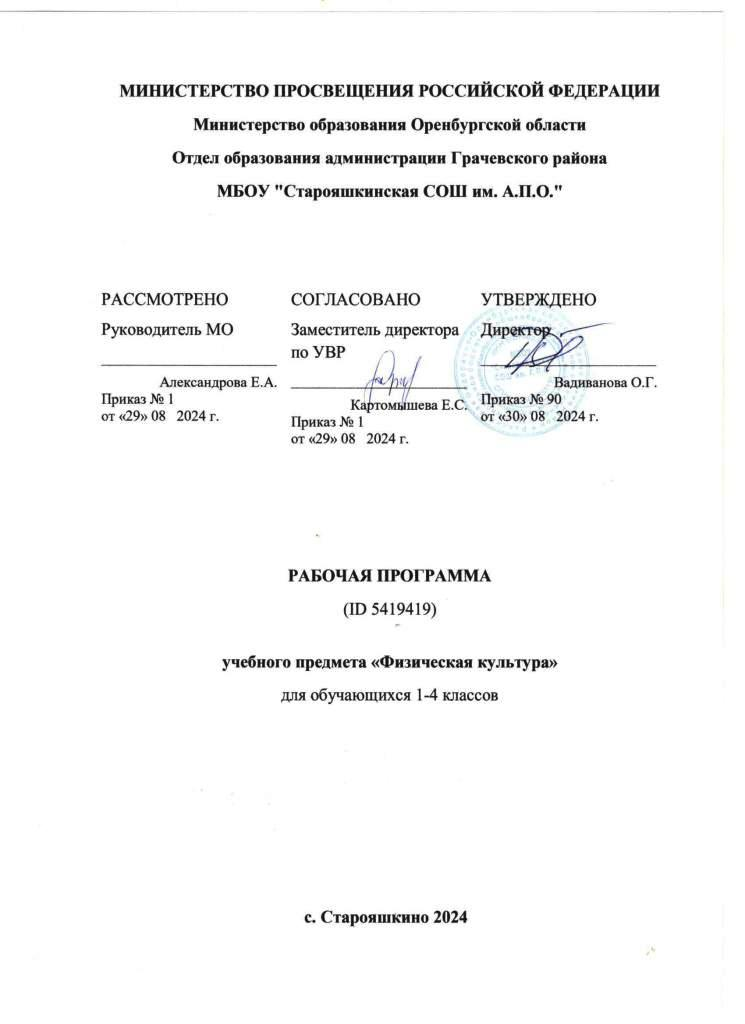 МИНИСТЕРСТВО ПРОСВЕЩЕНИЯ РОССИЙСКОЙ ФЕДЕРАЦИИ
Министерство образования Оренбургской области
Отдел образования администрации Грачевского района
МБОУ "Старояшкинская СОШ им. А.П.О."
РАССМОТРЕНО
Руководитель МО
Александрова Е.А.
Приказ № 1
от «29» 08 2024 г.
СОГЛАСОВАНО
Заместитель директора
по УВР
Картомышева Е.С.
Приказ № 1
от «29» 08 2024 г.
УТВЕРЖДЕНО
Директор
Вадиванова О.Г.
Приказ № 90
от «30» 08 2024 г.
РАБОЧАЯ ПРОГРАММА
(ID 5419419)
учебного предмета «Физическая культура»
для обучающихся 1-4 классов
с. Старояшкино 2024